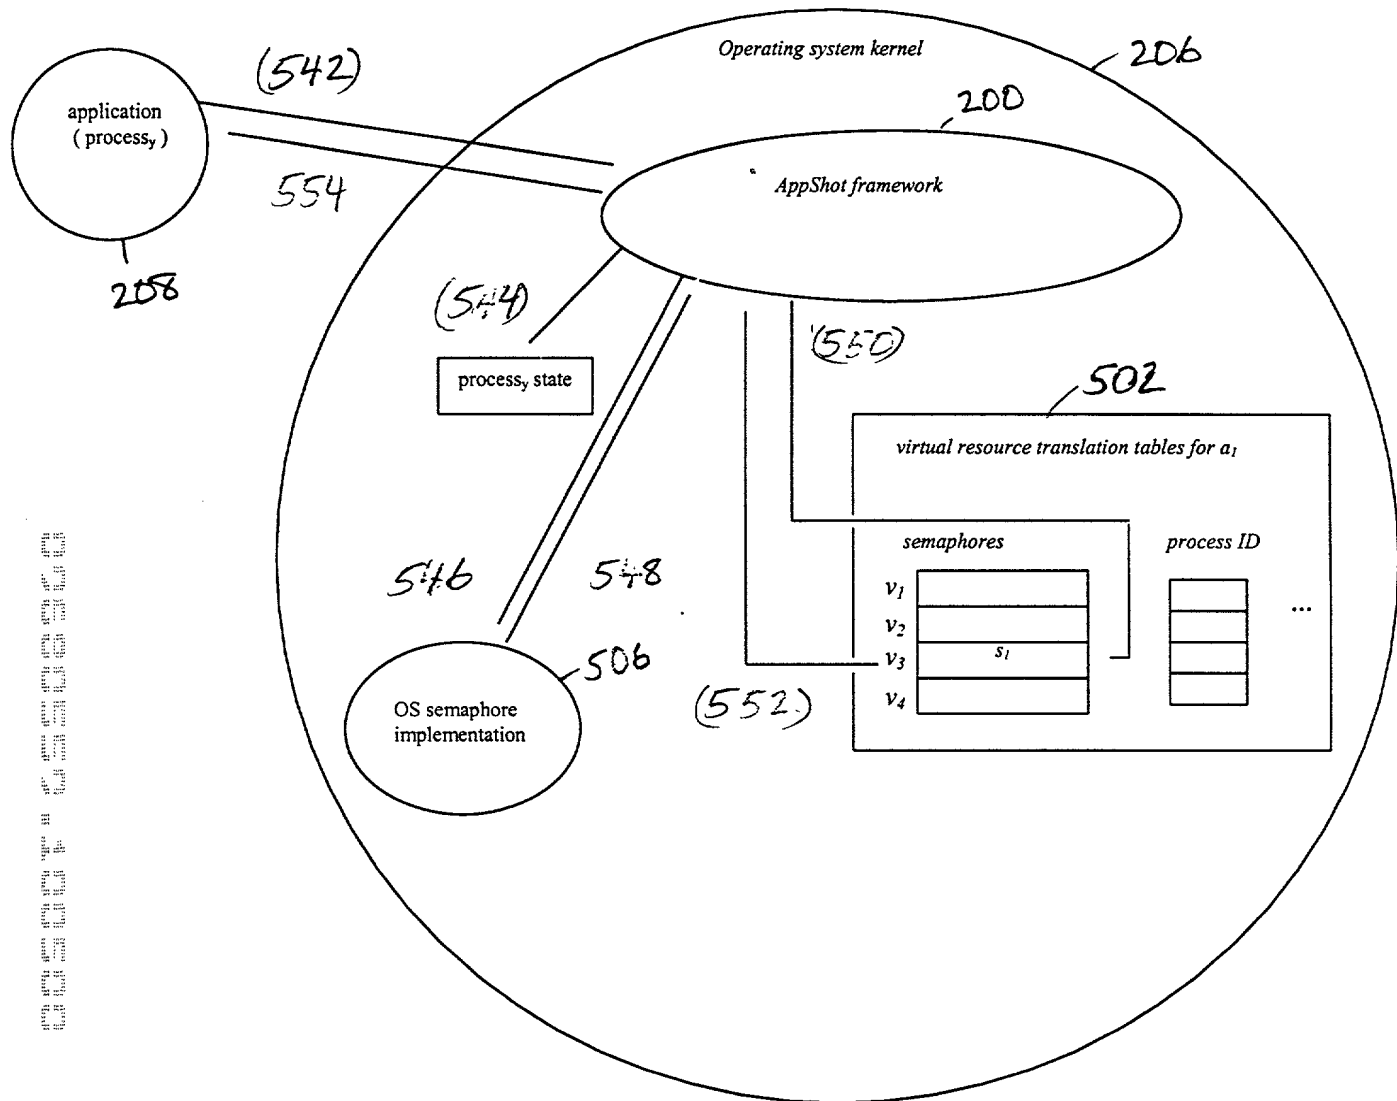 Operating system kernel
206
(542)
200
application
( processy )
AppShot framework
554
208
(544)
(550)
processy state
502
virtual resource translation tables for a1
semaphores
process ID
546
548
v1
v2
...
v3
s1
506
v4
(552)
OS semaphore
implementation